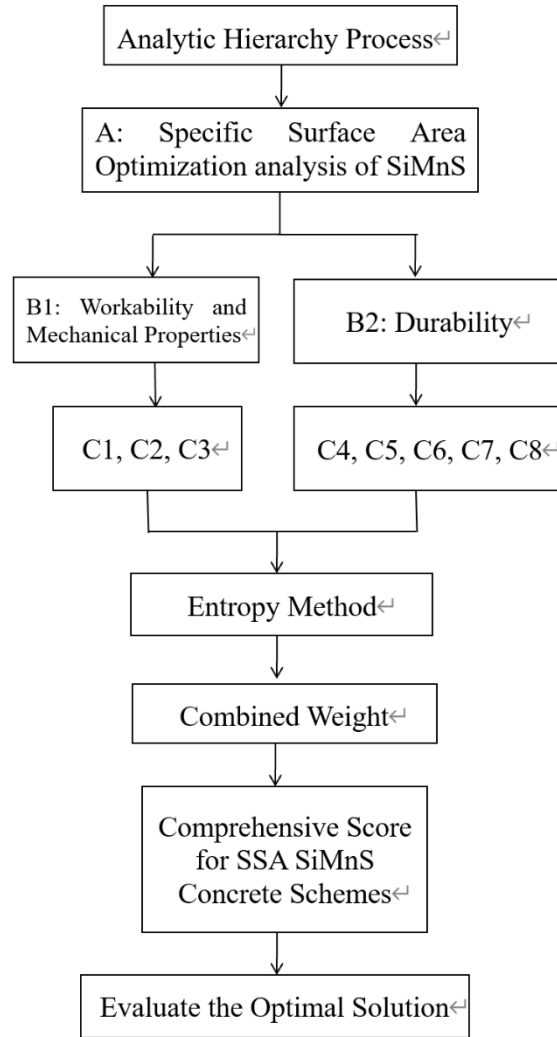 Analytic Hierarchy Process↵
A: Specific Surface Area
Optimization analysis of SiMnS
B1: Workability and
Mechanical Properties↵
B2: Durability↵
C1, C2, C3↵
C4, C5, C6, C7, C8↵
Entropy Method↵
Combined Weight↵
Comprehensive Score
for SSA SiMnS
Concrete Schemes↵
Evaluate the Optimal Solution↵